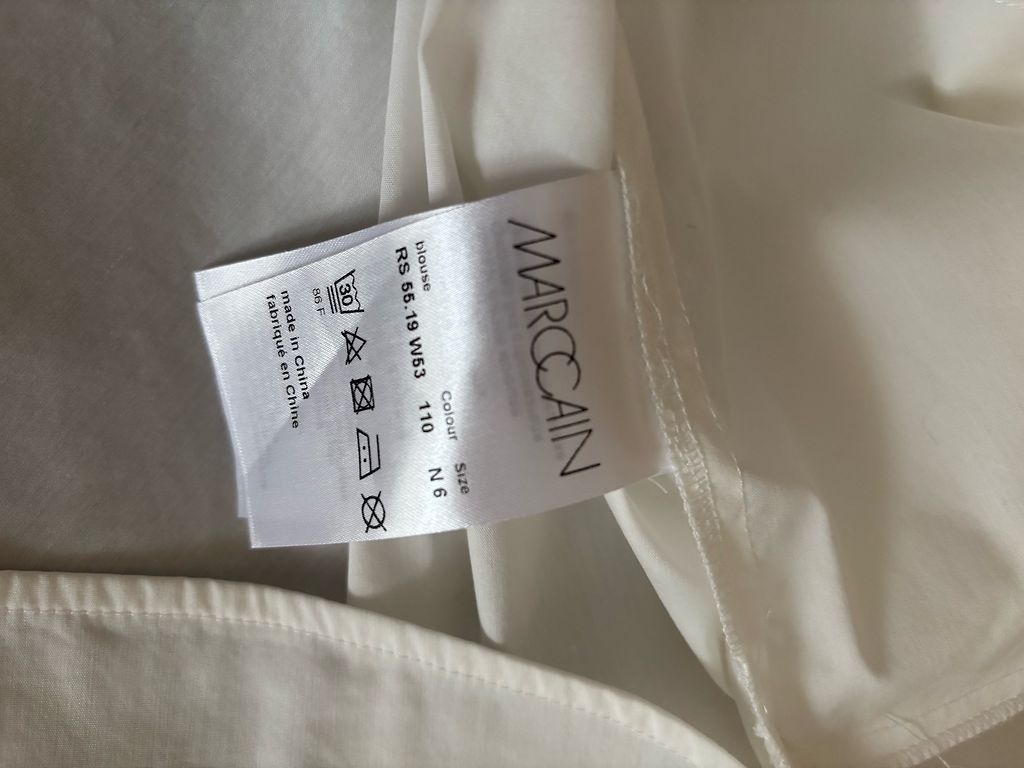 MARCCAIN
blouse Colour Size
RS 55.19 W53 110 N 6
30
86 F
made in China
fabriqué en Chine